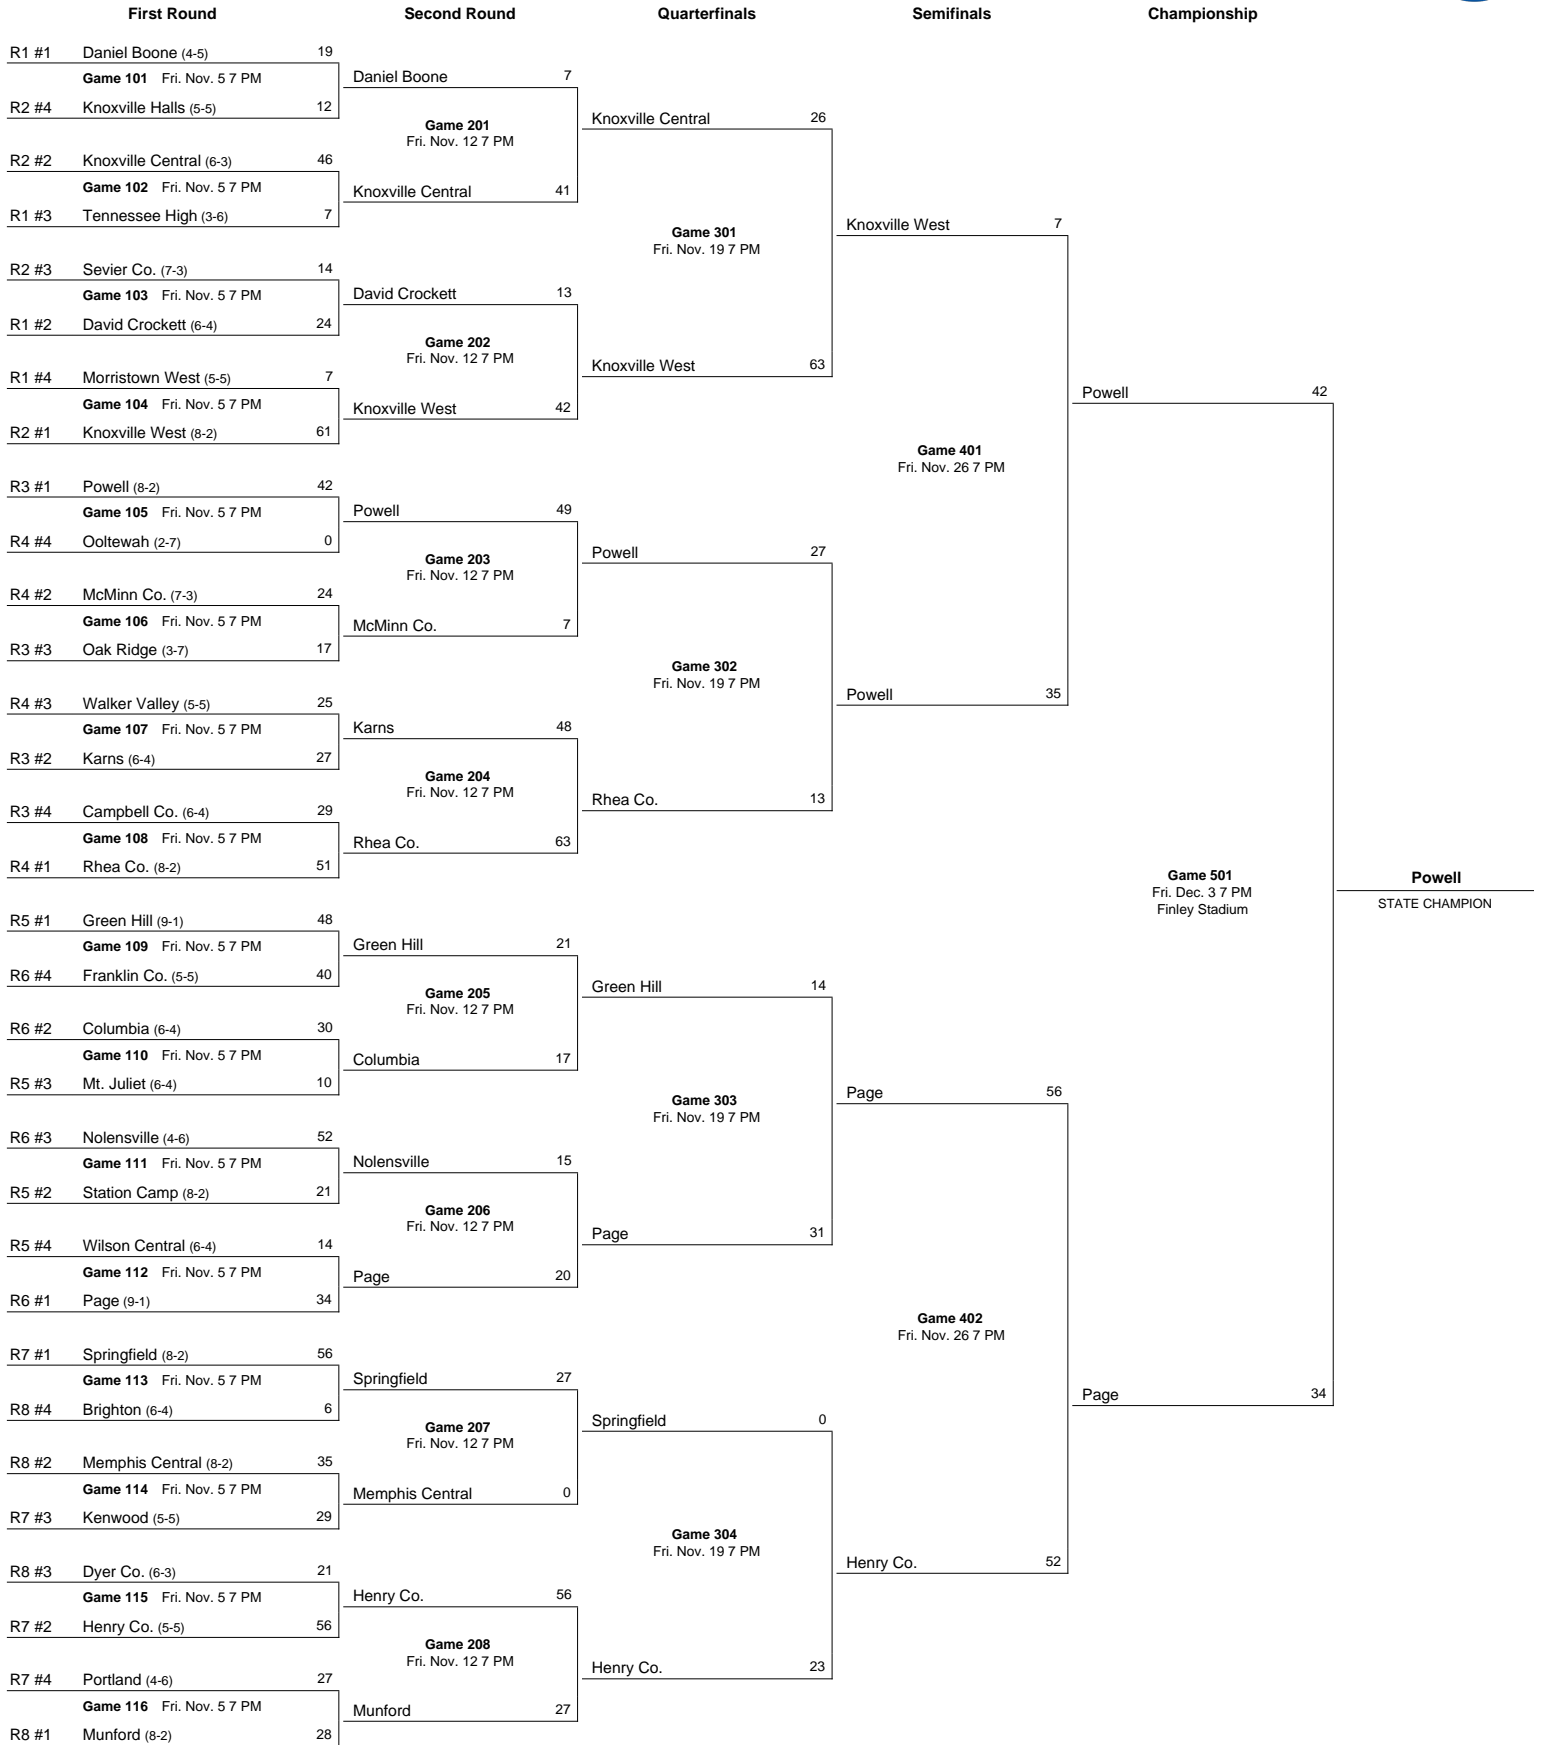 First Round
Second Round
Quarterfinals
Semifinals
Championship
R1 #1 Daniel Boone (4-5) 19
Game 101 Fri. Nov. 5 7 PM
R2 #4 Knoxville Halls (5-5) 12
R2 #2 Knoxville Central (6-3) 46
Game 102 Fri. Nov. 5 7 PM
R1 #3 Tennessee High (3-6) 7
R2 #3 Sevier Co. (7-3) 14
Game 103 Fri. Nov. 5 7 PM
R1 #2 David Crockett (6-4) 24
R1 #4 Morristown West (5-5) 7
Game 104 Fri. Nov. 5 7 PM
R2 #1 Knoxville West (8-2) 61
R3 #1 Powell (8-2) 42
Game 105 Fri. Nov. 5 7 PM
R4 #4 Ooltewah (2-7) 0
R4 #2 McMinn Co. (7-3) 24
Game 106 Fri. Nov. 5 7 PM
R3 #3 Oak Ridge (3-7) 17
R4 #3 Walker Valley (5-5) 25
Game 107 Fri. Nov. 5 7 PM
R3 #2 Karns (6-4) 27
R3 #4 Campbell Co. (6-4) 29
Game 108 Fri. Nov. 5 7 PM
R4 #1 Rhea Co. (8-2) 51
R5 #1 Green Hill (9-1) 48
Game 109 Fri. Nov. 5 7 PM
R6 #4 Franklin Co. (5-5) 40
R6 #2 Columbia (6-4) 30
Game 110 Fri. Nov. 5 7 PM
R5 #3 Mt. Juliet (6-4) 10
R6 #3 Nolensville (4-6) 52
Game 111 Fri. Nov. 5 7 PM
R5 #2 Station Camp (8-2) 21
R5 #4 Wilson Central (6-4) 14
Game 112 Fri. Nov. 5 7 PM
R6 #1 Page (9-1) 34
R7 #1 Springfield (8-2) 56
Game 113 Fri. Nov. 5 7 PM
R8 #4 Brighton (6-4) 6
R8 #2 Memphis Central (8-2) 35
Game 114 Fri. Nov. 5 7 PM
R7 #3 Kenwood (5-5) 29
R8 #3 Dyer Co. (6-3) 21
Game 115 Fri. Nov. 5 7 PM
R7 #2 Henry Co. (5-5) 56
R7 #4 Portland (4-6) 27
Game 116 Fri. Nov. 5 7 PM
R8 #1 Munford (8-2) 28
Daniel Boone 7
Game 201
Fri. Nov. 12 7 PM
Knoxville Central 41
David Crockett 13
Game 202
Fri. Nov. 12 7 PM
Knoxville West 42
Powell 49
Game 203
Fri. Nov. 12 7 PM
McMinn Co. 7
Karns 48
Game 204
Fri. Nov. 12 7 PM
Rhea Co. 63
Green Hill 21
Game 205
Fri. Nov. 12 7 PM
Columbia 17
Nolensville 15
Game 206
Fri. Nov. 12 7 PM
Page 20
Springfield 27
Game 207
Fri. Nov. 12 7 PM
Memphis Central 0
Henry Co. 56
Game 208
Fri. Nov. 12 7 PM
Munford 27
Knoxville Central 26
Game 301
Fri. Nov. 19 7 PM
Knoxville West 63
Powell 27
Game 302
Fri. Nov. 19 7 PM
Rhea Co. 13
Green Hill 14
Game 303
Fri. Nov. 19 7 PM
Page 31
Springfield 0
Game 304
Fri. Nov. 19 7 PM
Henry Co. 23
Knoxville West 7
Game 401
Fri. Nov. 26 7 PM
Powell 35
Page 56
Game 402
Fri. Nov. 26 7 PM
Henry Co. 52
Powell 42
Game 501
Fri. Dec. 3 7 PM
Finley Stadium
Page 34
Powell
STATE CHAMPION